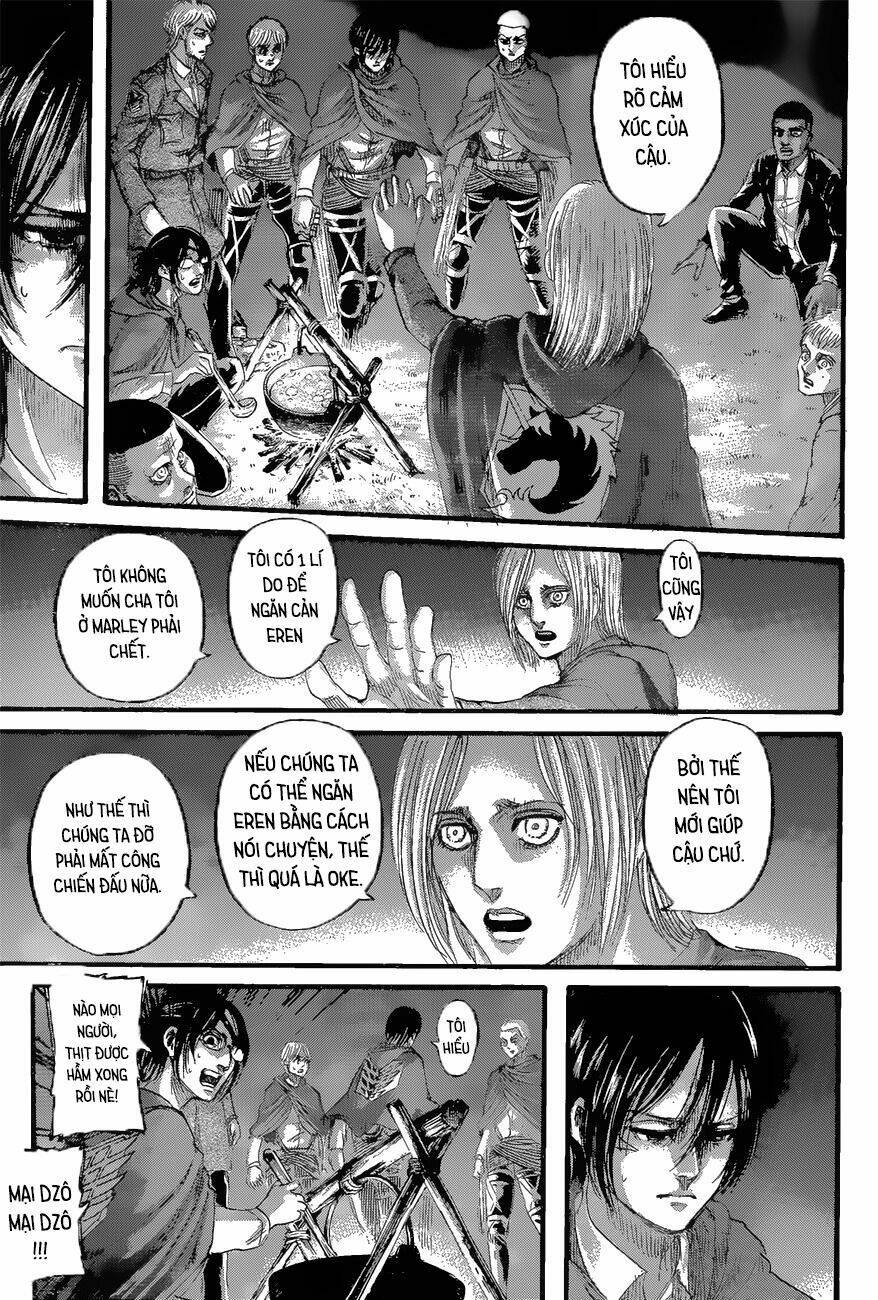 TÔI HIỂU
RÕ CẢM
XÚC CỦA
CẬU.
TÔI
CŨNG
VẬY
TÔI CÓ 1 LÍ
DO ĐỂ
NGĂN CẢN
EREN
TÔI KHÔNG
MUỐN CHA TÔI
Ở MARLEY PHẢI
CHẾT.
BỞI THẾ
NÊN TÔI
MỚI GIÚP
CẬU CHỨ.
NẾU CHÚNG TA
CÓ THỂ NGĂN
EREN BẰNG CÁCH
NÓI CHUYỆN, THẾ
THÌ QUÁ LÀ OKE.
NHƯ THẾ THÌ
CHÚNG TA ĐỠ
PHẢI MẤT CÔNG
CHIẾN ĐẤU NỮA.
TÔI
HIỂU
NÀO MỌI
NGƯỜI,
THỊT ĐƯỢC
HẦM XONG
RỒI NÈ!
MẠI DZÔ
MẠI DZÔ
!!!